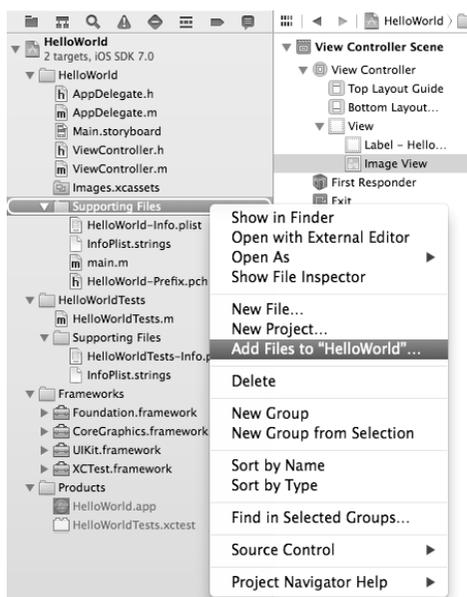 HelloWorld
HelloWorld
2 targets, iOS SDK 7.0
HelloWorld
AppDelegate.h
AppDelegate.m
Main.storyboard
ViewController.h
ViewController.m
Images.xcassets
Supporting Files
HelloWorld-Info.plist
InfoPlist.strings
main.m
HelloWorld-Prefix.pch
HelloWorldTests
HelloWorldTests.m
Supporting Files
HelloWorldTests-Info.p
InfoPlist.strings
Frameworks
Foundation.framework
CoreGraphics.framework
UIKit.framework
XCTest.framework
Products
HelloWorld.app
HelloWorldTests.xctest
View Controller Scene
View Controller
Top Layout Guide
Bottom Layout...
View
Label – Hello...
Image View
First Responder
Exit
Show in Finder
Open with External Editor
Open As
Show File Inspector
New File...
New Project...
Add Files to “HelloWorld”...
Delete
New Group
New Group from Selection
Sort by Name
Sort by Type
Find in Selected Groups...
Source Control
Project Navigator Help